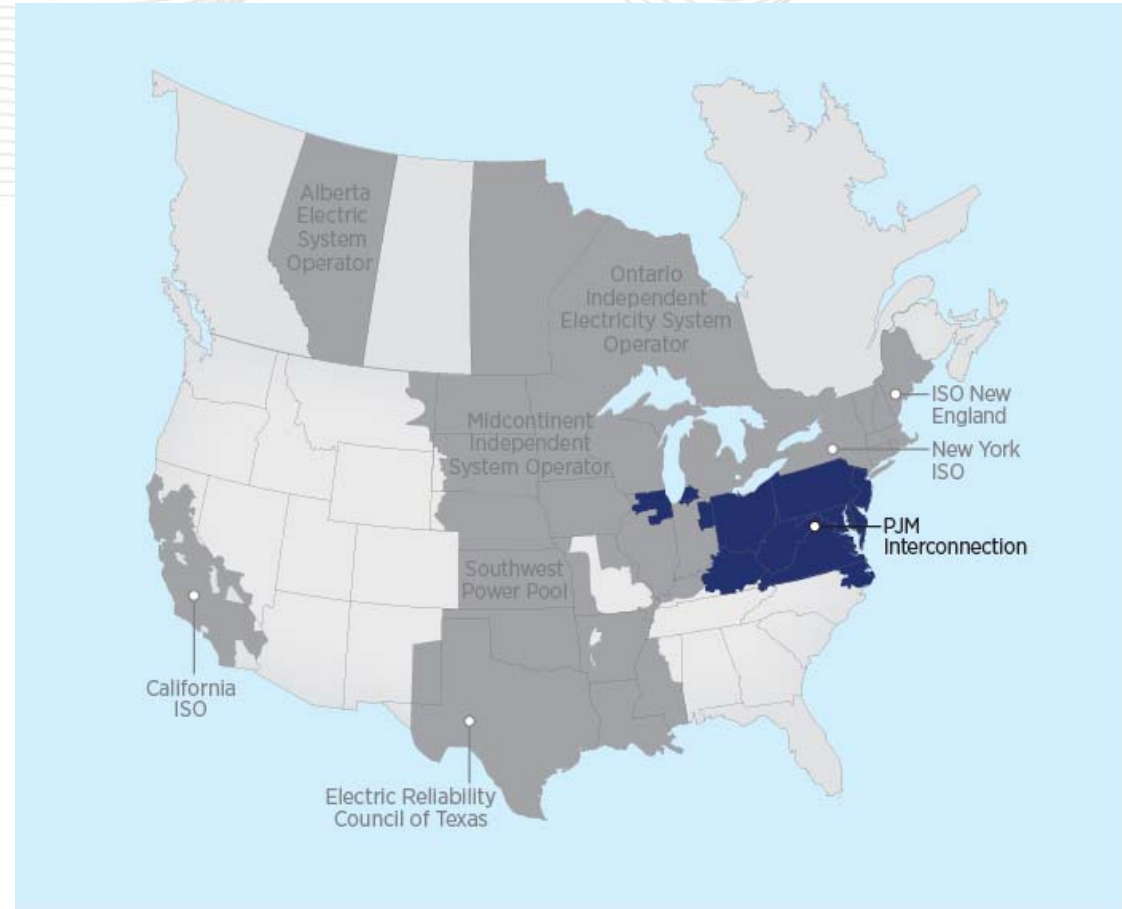 Alberta
Electric
System
Operator
Ontario
Independent
Electricity System
Operator
ISO New
England
Midcontinent
Independent
System Operator
New York
ISO
PJM
Interconnection
Southwest
Power Pool
California
ISO
Electric Reliability
Council of Texas